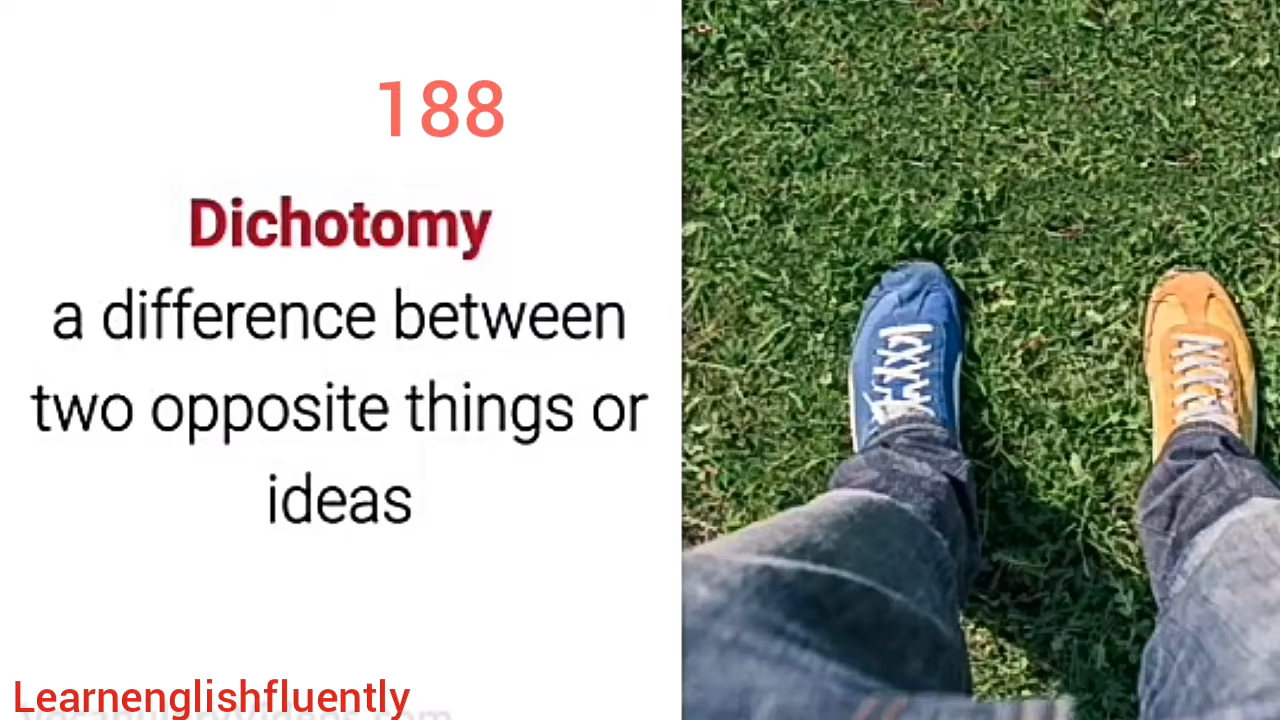 188
Dichotomy
a difference between
two opposite things or
ideas
Learnenglishfluently